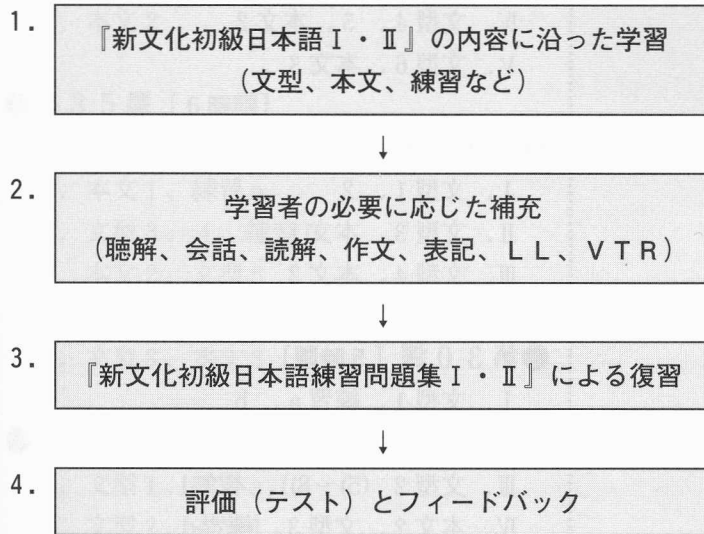 1.
『新文化初級日本語Ⅰ・Ⅱ』の内容に沿った学習
(文型、本文、練習など)
↓
2.
学習者の必要に応じた補充
(聴解、会話、読解、作文、表記、LL、VTR)
↓
3.
『新文化初級日本語練習問題集Ⅰ・Ⅱ』による復習
↓
4.
評価(テスト)とフィードバック